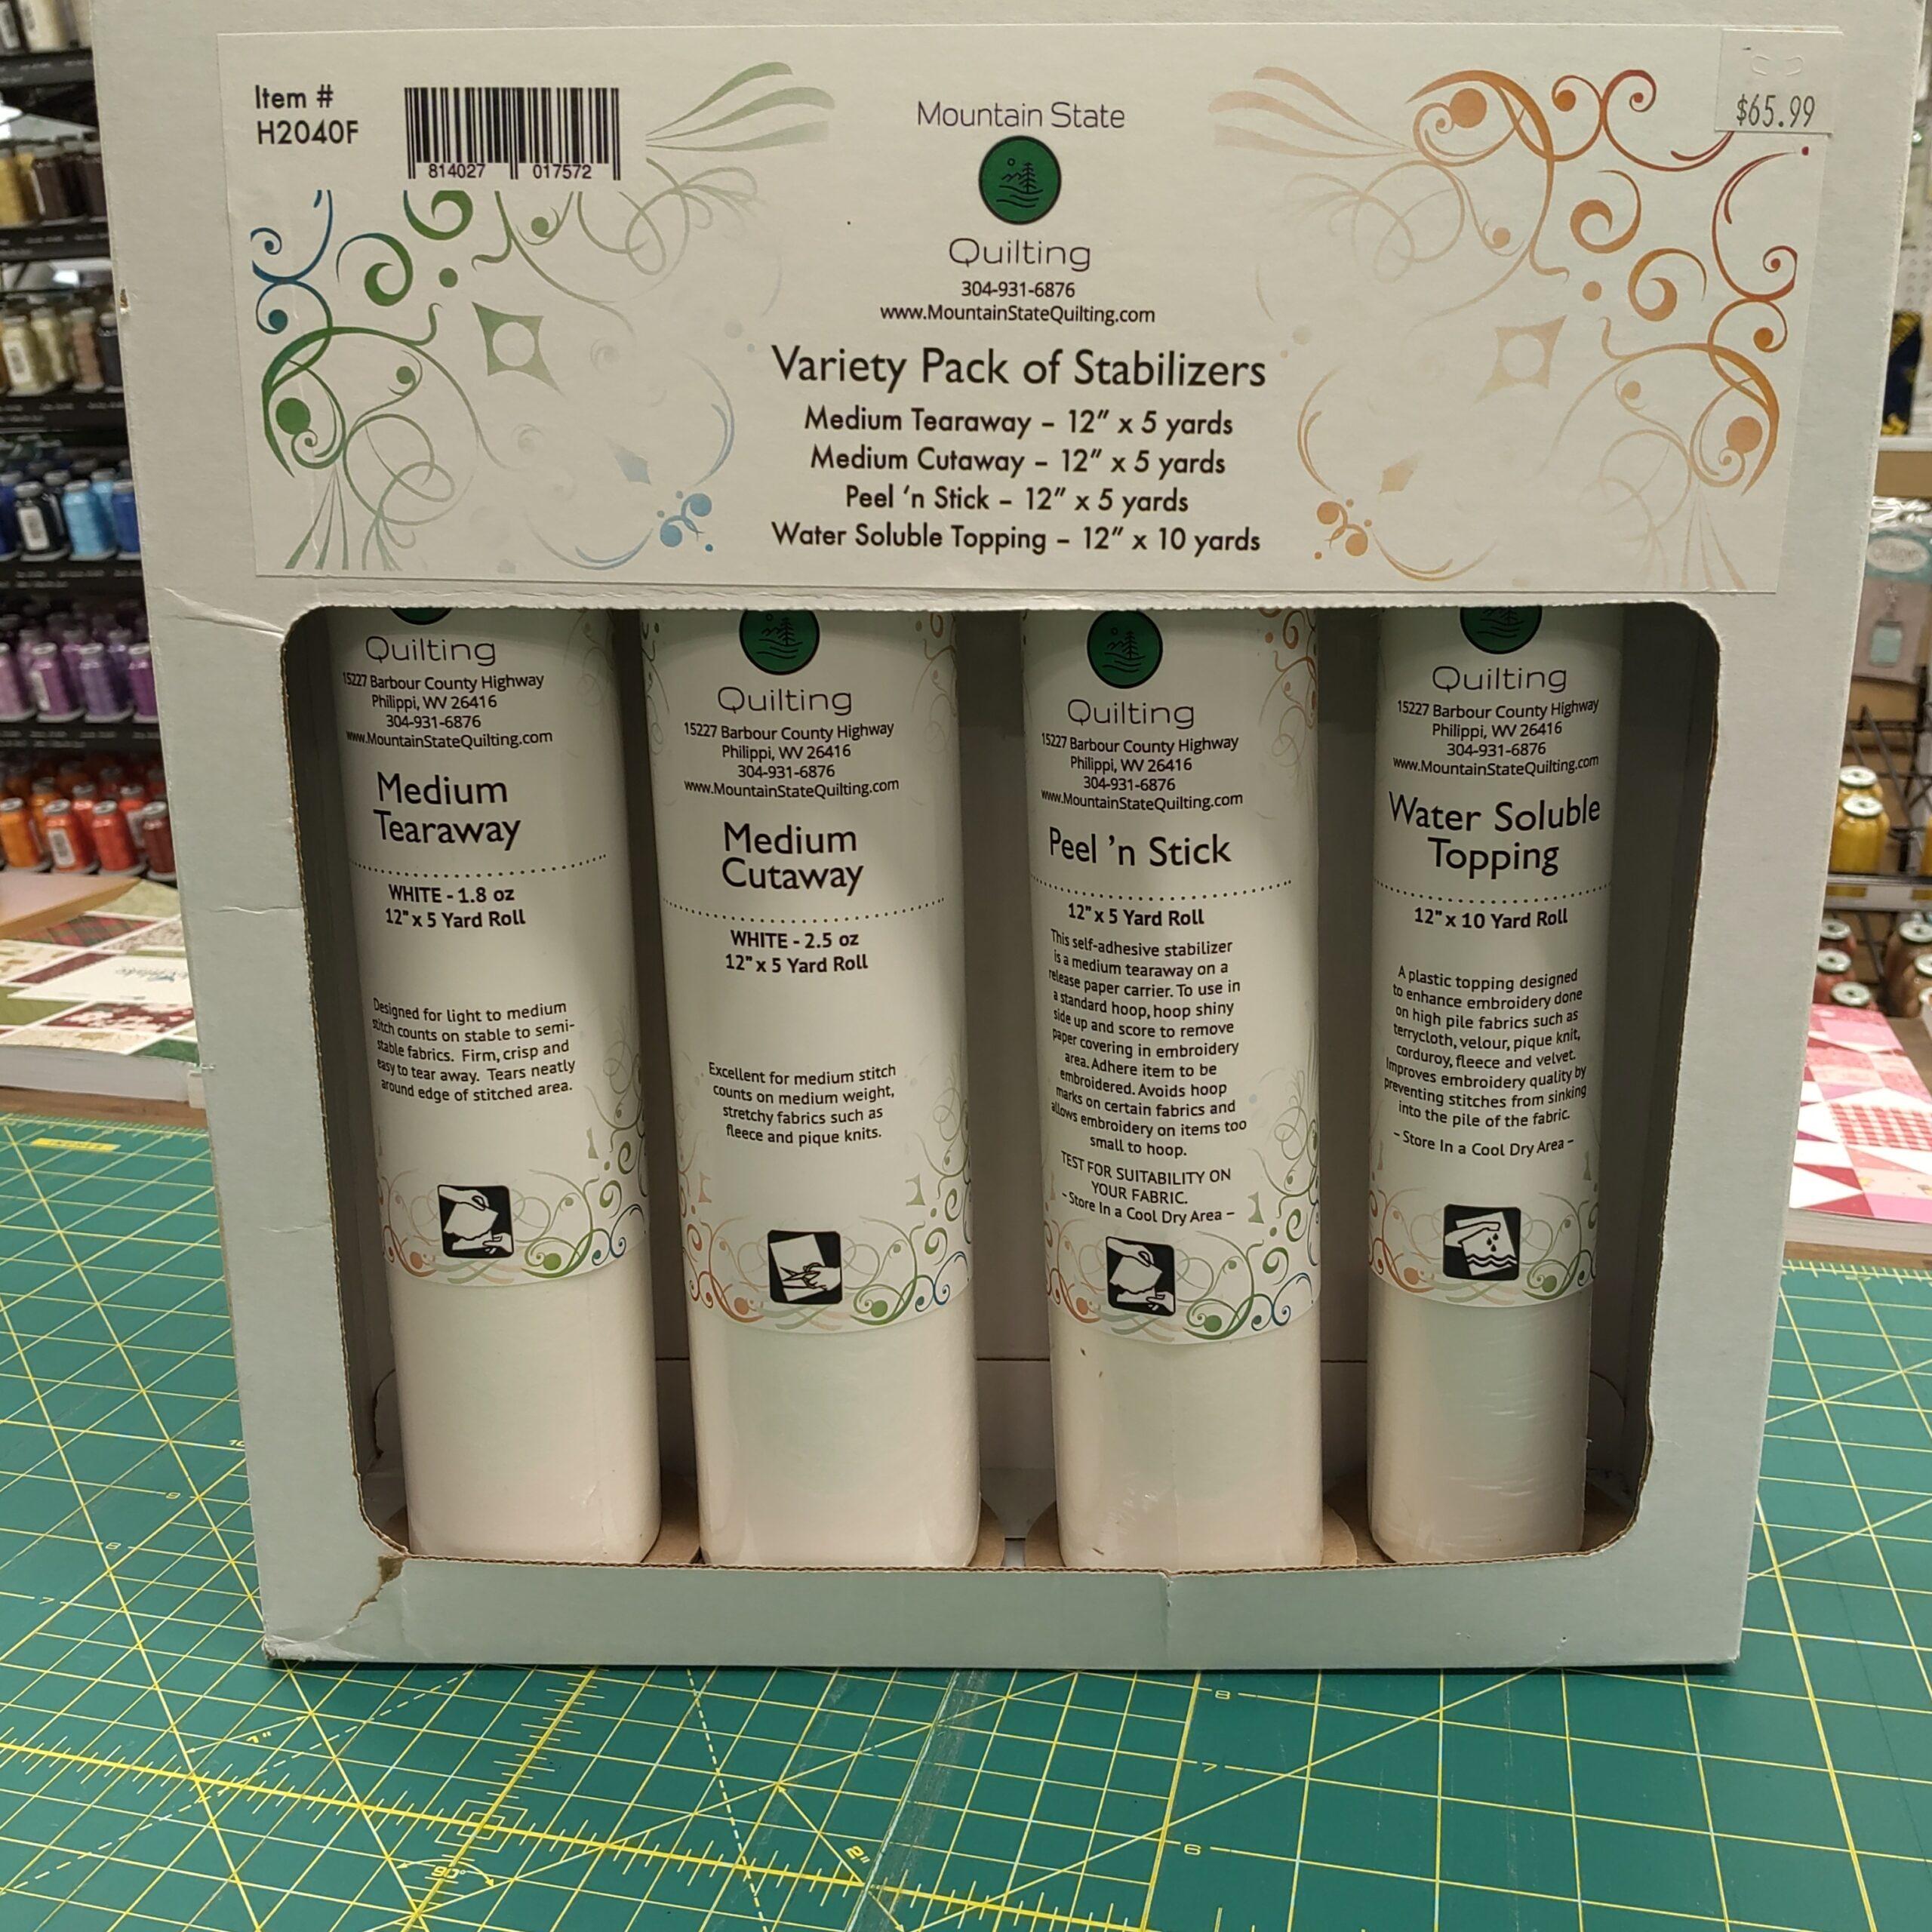 Item #
H2040F
814027 017572
$65.99
Mountain State
Quilting
304-931-6876
www.MountainStateQuilting.com
Variety Pack of Stabilizers
Medium Tearaway – 12" x 5 yards
Medium Cutaway – 12" x 5 yards
Peel 'n Stick – 12" x 5 yards
Water Soluble Topping – 12" x 10 yards
Quilting
15227 Barbour County Highway
Philippi, WV 26416
304-931-6876
www.MountainStateQuilting.com
Medium
Tearaway
WHITE - 1.8 oz
12" x 5 Yard Roll
Designed for light to medium
stitch counts on stable to semi-
stable fabrics. Firm, crisp and
easy to tear away. Tears neatly
around edge of stitched area.
Quilting
15227 Barbour County Highway
Philippi, WV 26416
304-931-6876
www.MountainStateQuilting.com
Medium
Cutaway
WHITE - 2.5 oz
12" x 5 Yard Roll
Excellent for medium stitch
counts on medium weight,
stretchy fabrics such as
fleece and pique knits.
Quilting
15227 Barbour County Highway
Philippi, WV 26416
304-931-6876
www.MountainStateQuilting.com
Peel 'n Stick
12" x 5 Yard Roll
This self-adhesive stabilizer
is a medium tearaway on a
release paper carrier. To use in
a standard hoop, hoop shiny
side up and score to remove
paper covering in embroidery
area. Adhere item to be
embroidered. Avoids hoop
marks on certain fabrics and
allows embroidery on items too
small to hoop.
TEST FOR SUITABILITY ON
YOUR FABRIC.
- Store In a Cool Dry Area -
Quilting
15227 Barbour County Highway
Philippi, WV 26416
304-931-6876
www.MountainStateQuilting.com
Water Soluble
Topping
12" x 10 Yard Roll
A plastic topping designed
to enhance embroidery done
on high pile fabrics such as
terrycloth, velour, pique knit,
corduroy, fleece and velvet.
Improves embroidery quality by
preventing stitches from sinking
into the pile of the fabric.
- Store In a Cool Dry Area -
10
9
8
7
8
7
6
1"
2"
90°